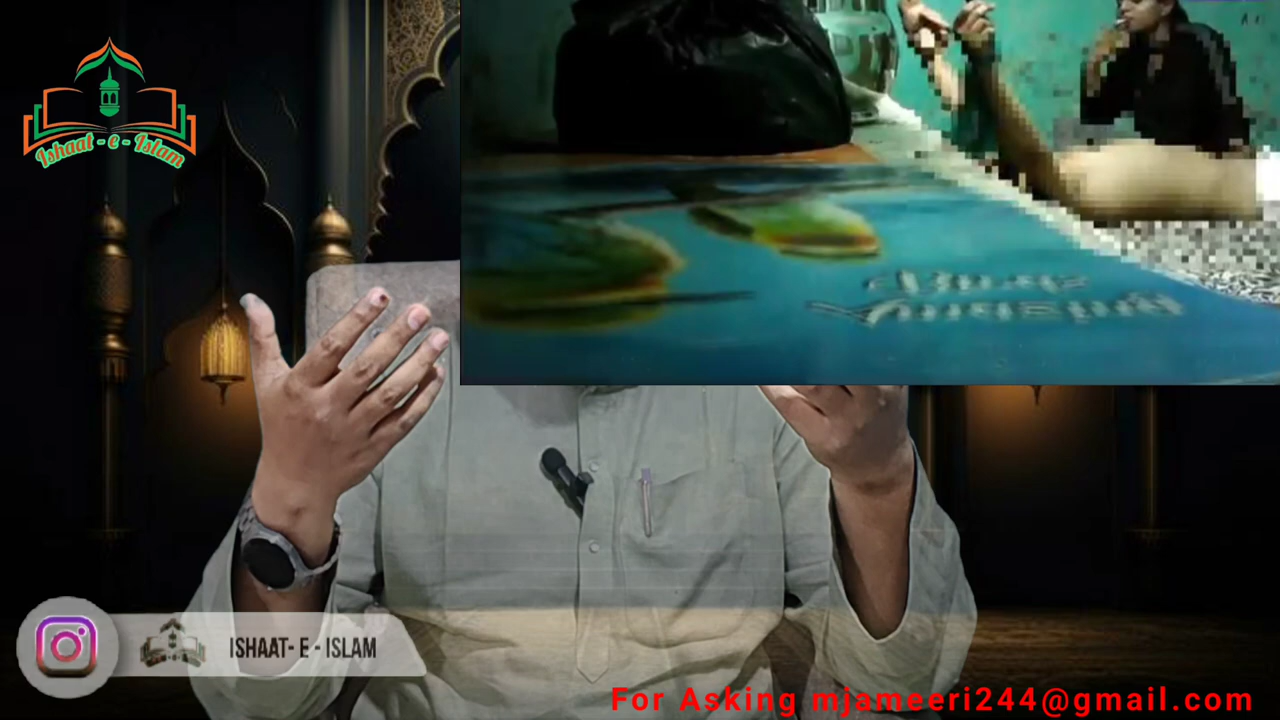 Ishaat - e - Islam
ISHAAT- E - ISLAM
For Asking mjameeri244@gmail.com